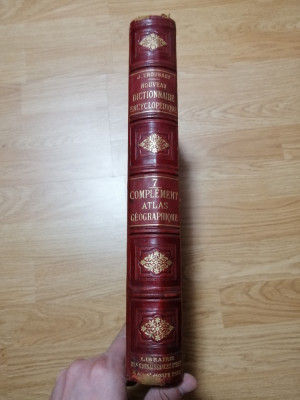 J. TROUSSET
NOUVEAU
DICTIONNAIRE
ENCYCLOPÉDIQUE
7
COMPLÉMENT
ATLAS
GÉOGRAPHIQUE
LIBRAIRIE